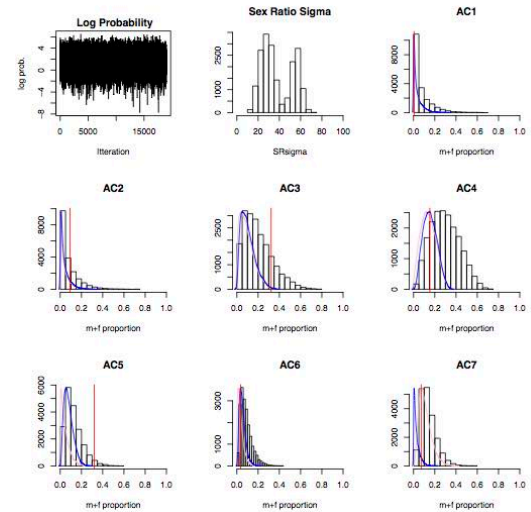 Log Probability
log prob.
-8 -4 0 2 4 6
0 5000 15000
Itteration
Sex Ratio Sigma
0 1000 2500
0 20 40 60 80 100
SRsigma
AC1
0 4000 8000
0.0 0.2 0.4 0.6 0.8 1.0
m+f proportion
AC2
0 4000 10000
0.0 0.2 0.4 0.6 0.8 1.0
m+f proportion
AC3
0 1000 2500
0.0 0.2 0.4 0.6 0.8 1.0
m+f proportion
AC4
0 1000 2500
0.0 0.2 0.4 0.6 0.8 1.0
m+f proportion
AC5
0 2000 4000 6000
0.0 0.2 0.4 0.6 0.8 1.0
m+f proportion
AC6
0 1000 3000
0.0 0.2 0.4 0.6 0.8 1.0
m+f proportion
AC7
0 2000 5000
0.0 0.2 0.4 0.6 0.8 1.0
m+f proportion